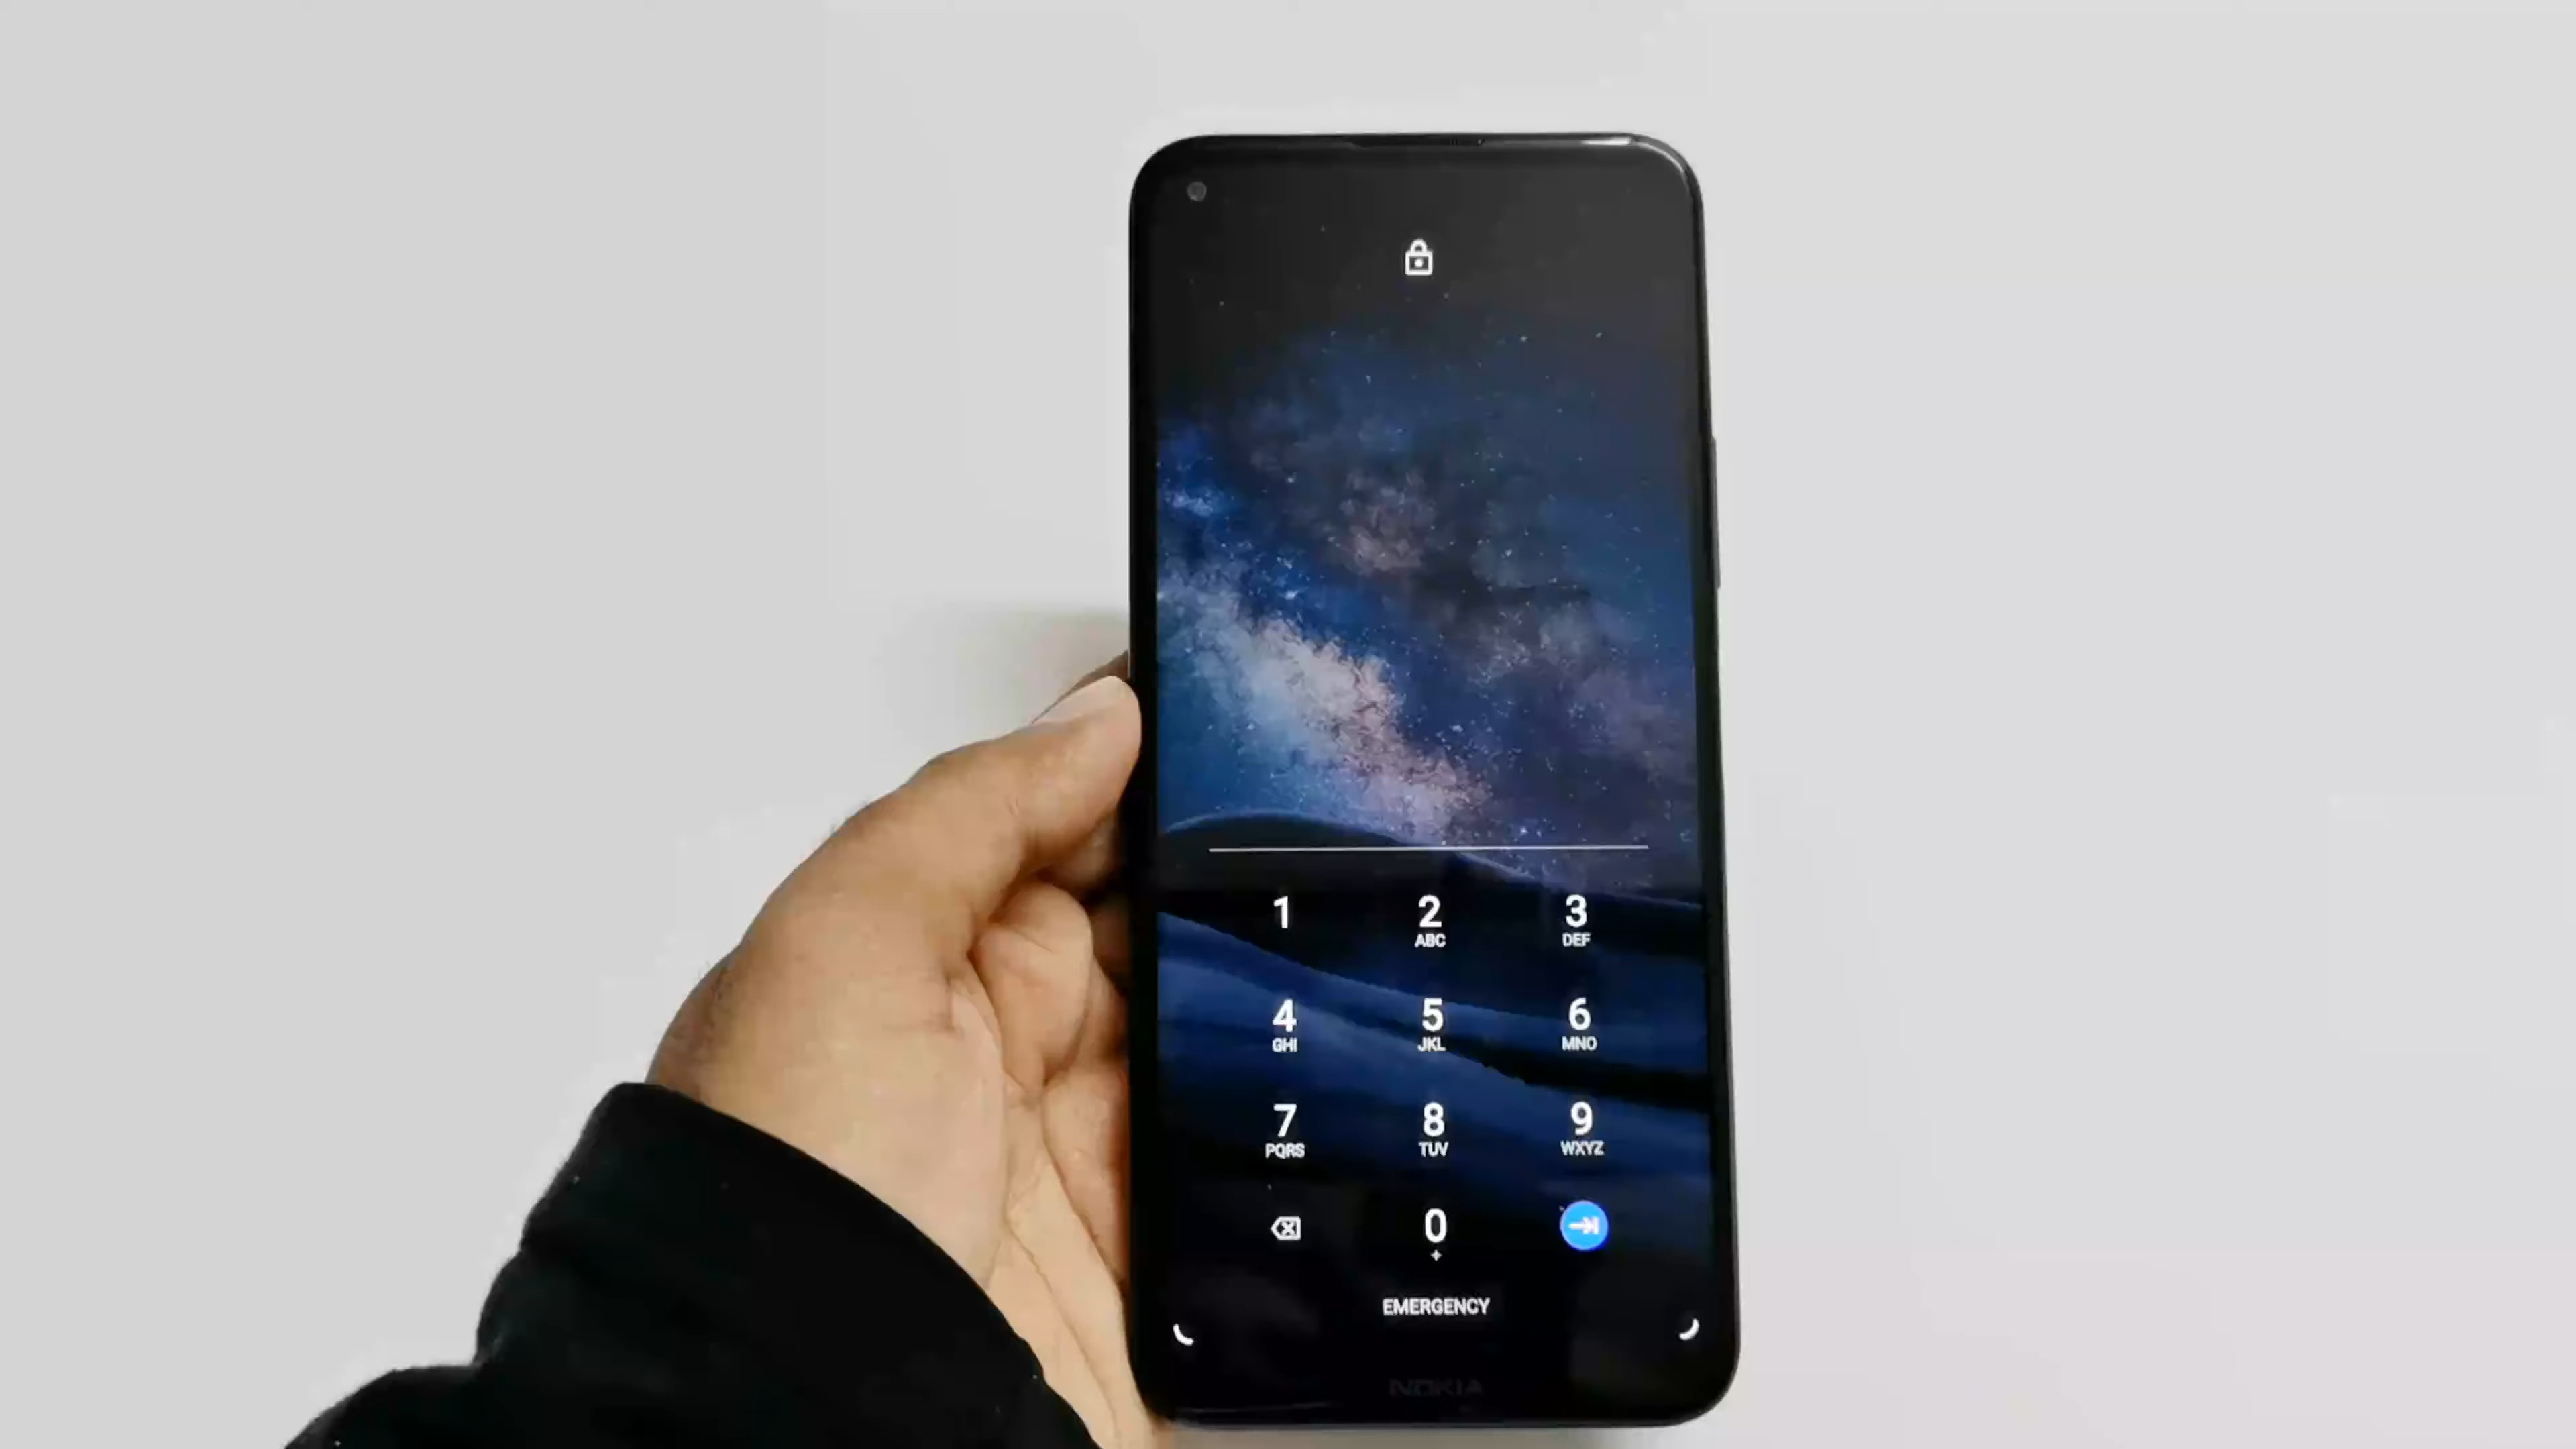 1 2 3
ABC DEF
4 5 6
GHI JKL MNO
7 8 9
PQRS TUV WXYZ
0
+
EMERGENCY
NOKIA